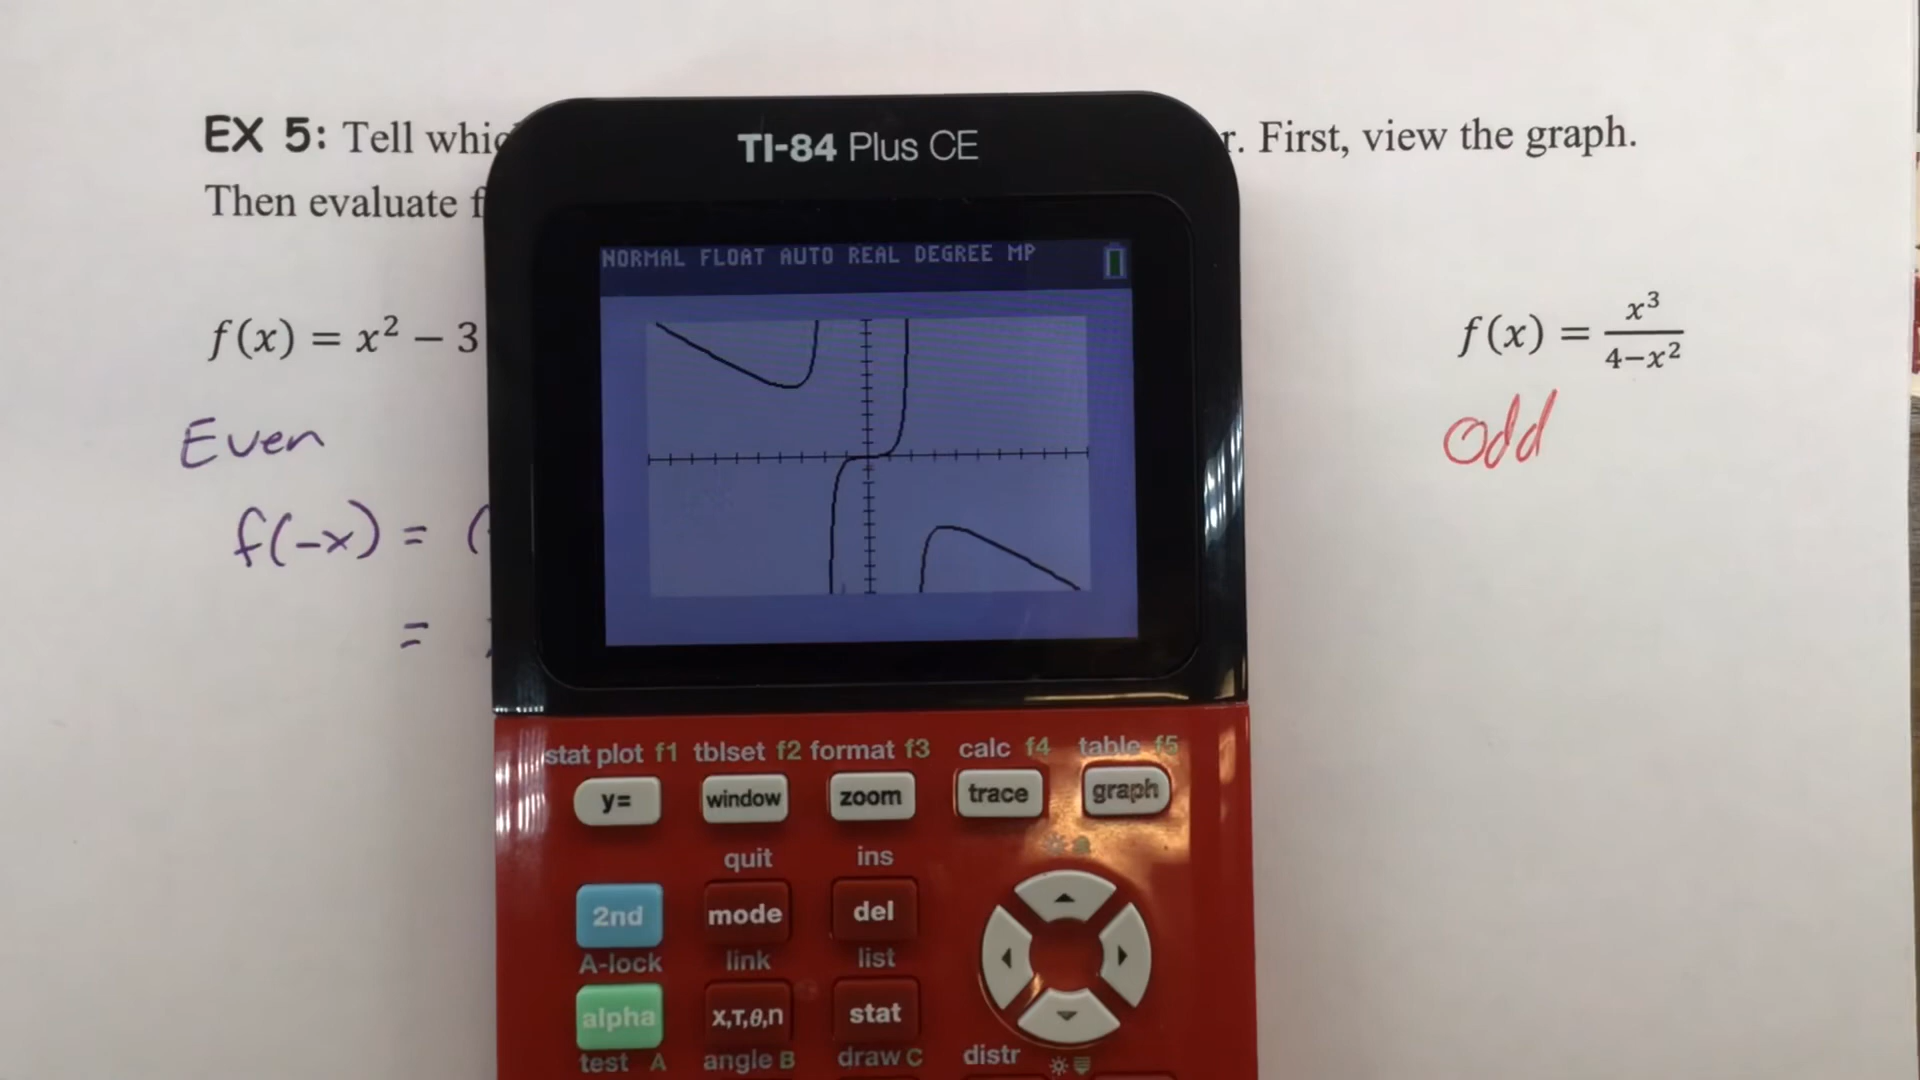 EX 5: Tell r. First, view the graph.
Then evaluate
TI-84 Plus CE
NORMAL FLOAT AUTO REAL DEGREE MP
f(x) = x² − 3
f(x) = x³/4−x²
Even
Odd
f(-x) = (
=
stat plot f1 tblset f2 format f3 calc f4 table f5
y= window zoom trace graph
quit ins
2nd mode del
A-lock link list
alpha X,T,θ,n stat
test A angle B draw C distr